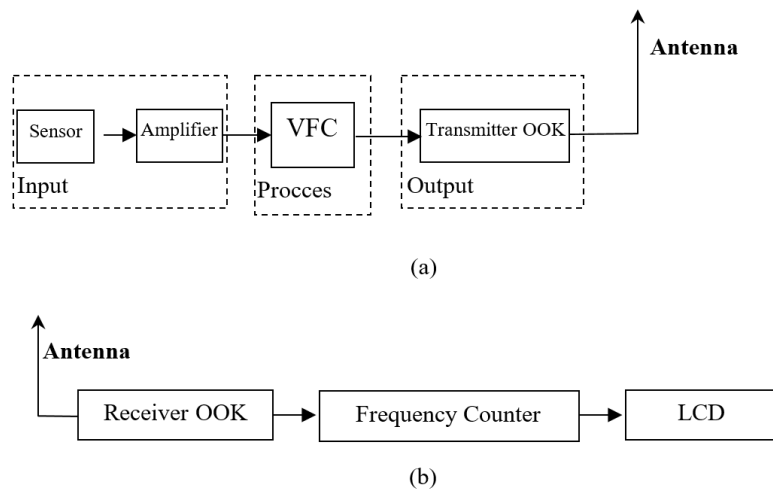 Antenna
Sensor
Amplifier
VFC
Transmitter OOK
Input
Procces
Output
(a)
Antenna
Receiver OOK
Frequency Counter
LCD
(b)